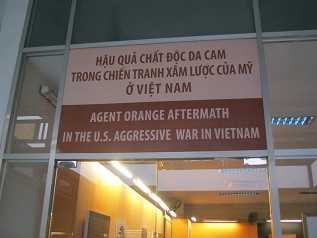 HẬU QUẢ CHẤT ĐỘC DA CAM
TRONG CHIẾN TRANH XÂM LƯỢC CỦA MỸ
Ở VIỆT NAM
AGENT ORANGE AFTERMATH
IN THE U.S. AGGRESSIVE WAR IN VIETNAM